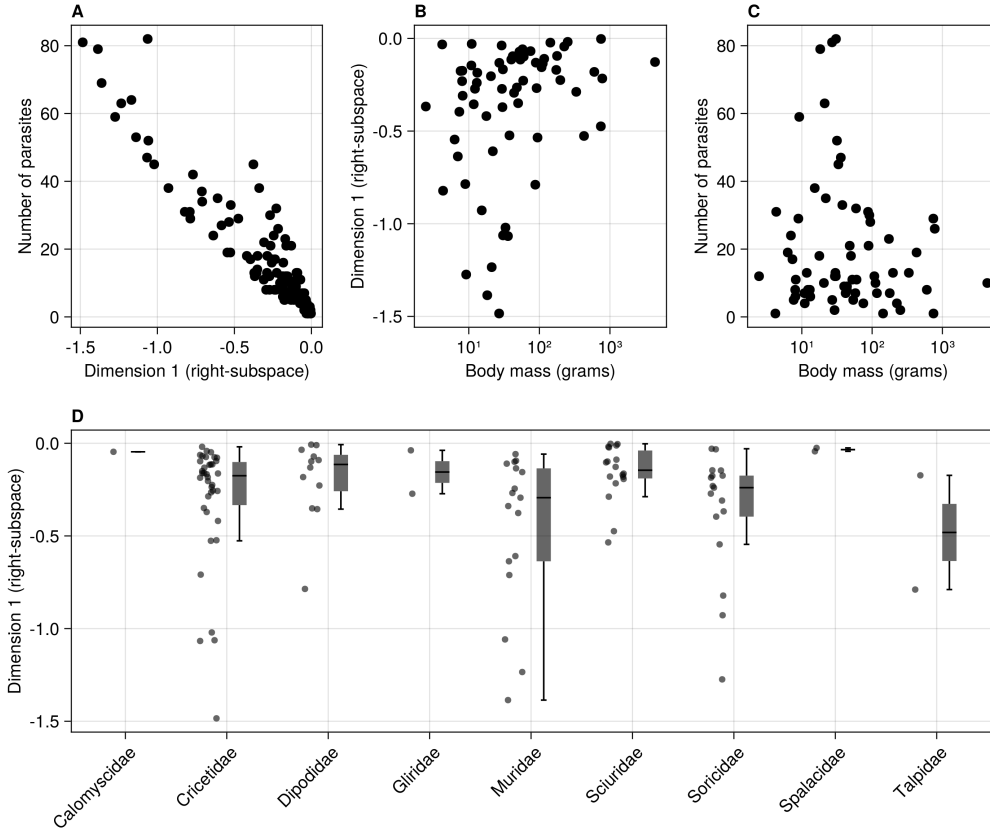 A
Number of parasites
80
60
40
20
0
-1.5 -1.0 -0.5 0.0
Dimension 1 (right-subspace)
B
Dimension 1 (right-subspace)
0.0
-0.5
-1.0
-1.5
10¹ 10² 10³
Body mass (grams)
C
Number of parasites
80
60
40
20
0
10¹ 10² 10³
Body mass (grams)
D
Dimension 1 (right-subspace)
0.0
-0.5
-1.0
-1.5
Calomyscidae
Cricetidae
Dipodidae
Gliridae
Muridae
Sciuridae
Soricidae
Spalacidae
Talpidae